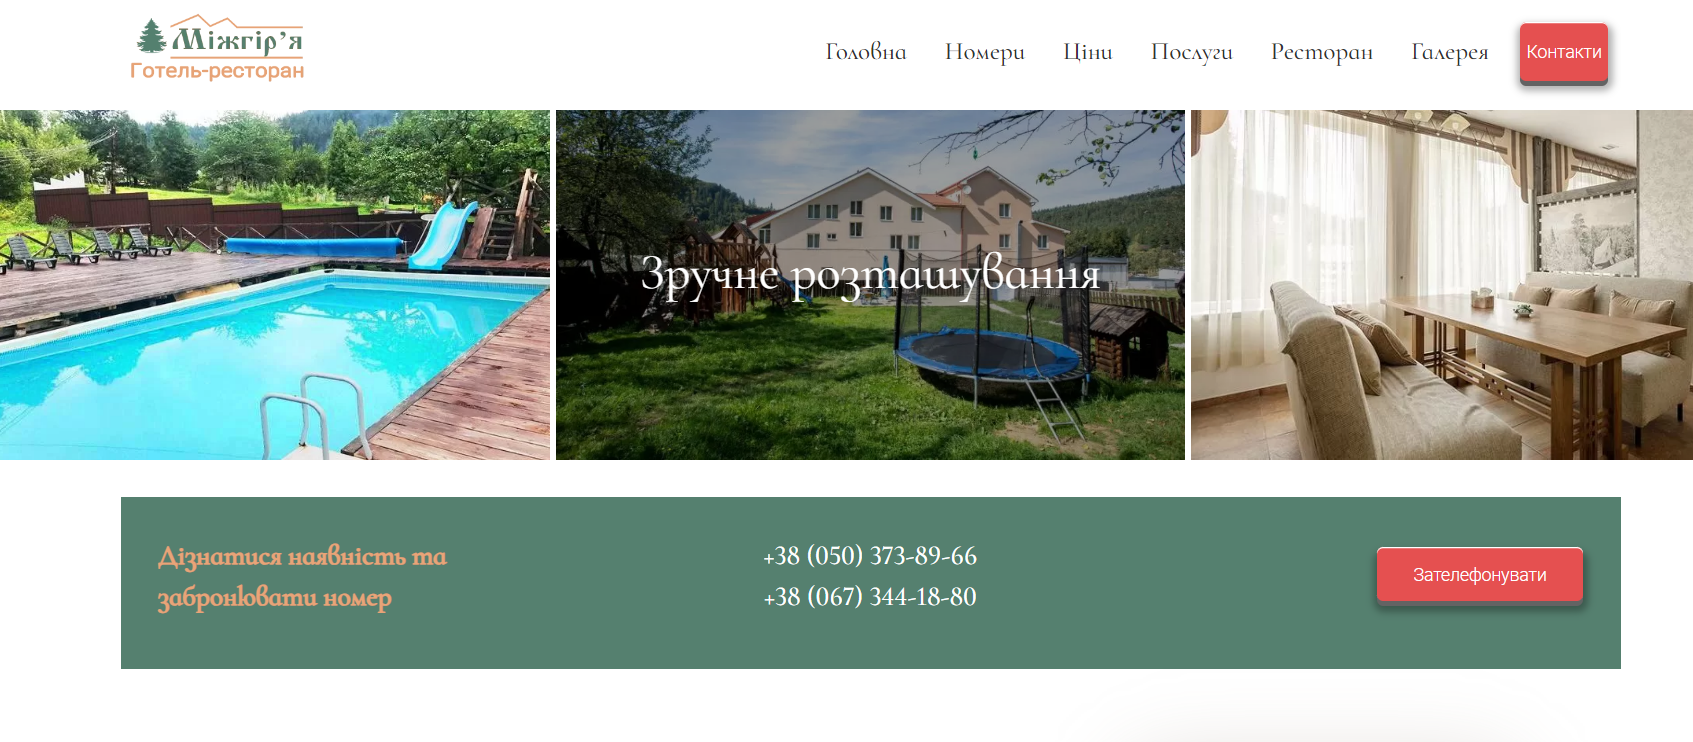 Міжгір’я
Готель-ресторан
Головна
Номери
Ціни
Послуги
Ресторан
Галерея
Контакти
Зручне розташування
Дізнатися наявність та
забронювати номер
+38 (050) 373-89-66
+38 (067) 344-18-80
Зателефонувати